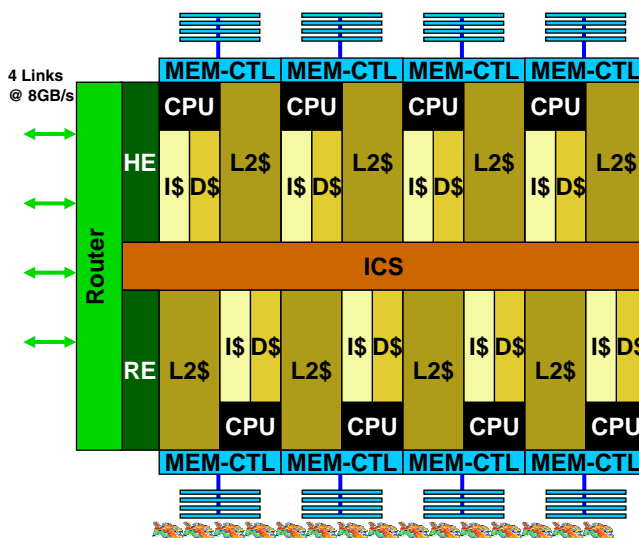 MEM-CTL MEM-CTL MEM-CTL MEM-CTL
4 Links
@ 8GB/s
CPU CPU CPU CPU
HE I$ D$ L2$ I$ D$ L2$ I$ D$ L2$ I$ D$ L2$
Router
ICS
RE L2$ I$ D$ L2$ I$ D$ L2$ I$ D$ L2$ I$ D$
CPU CPU CPU CPU
MEM-CTL MEM-CTL MEM-CTL MEM-CTL